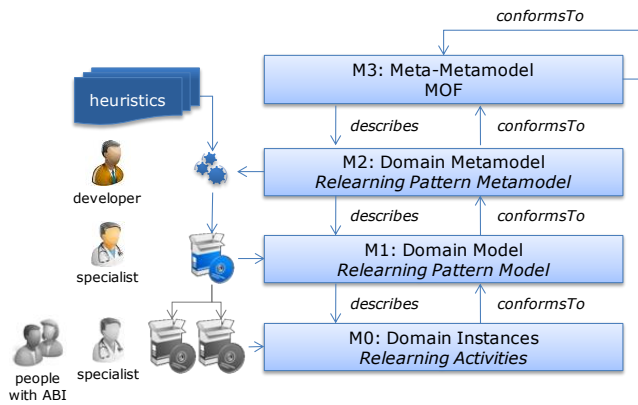 conformsTo
M3: Meta-Metamodel
MOF
heuristics
describes
conformsTo
developer
M2: Domain Metamodel
Relearning Pattern Metamodel
describes
conformsTo
specialist
M1: Domain Model
Relearning Pattern Model
describes
conformsTo
people
with ABI
specialist
M0: Domain Instances
Relearning Activities